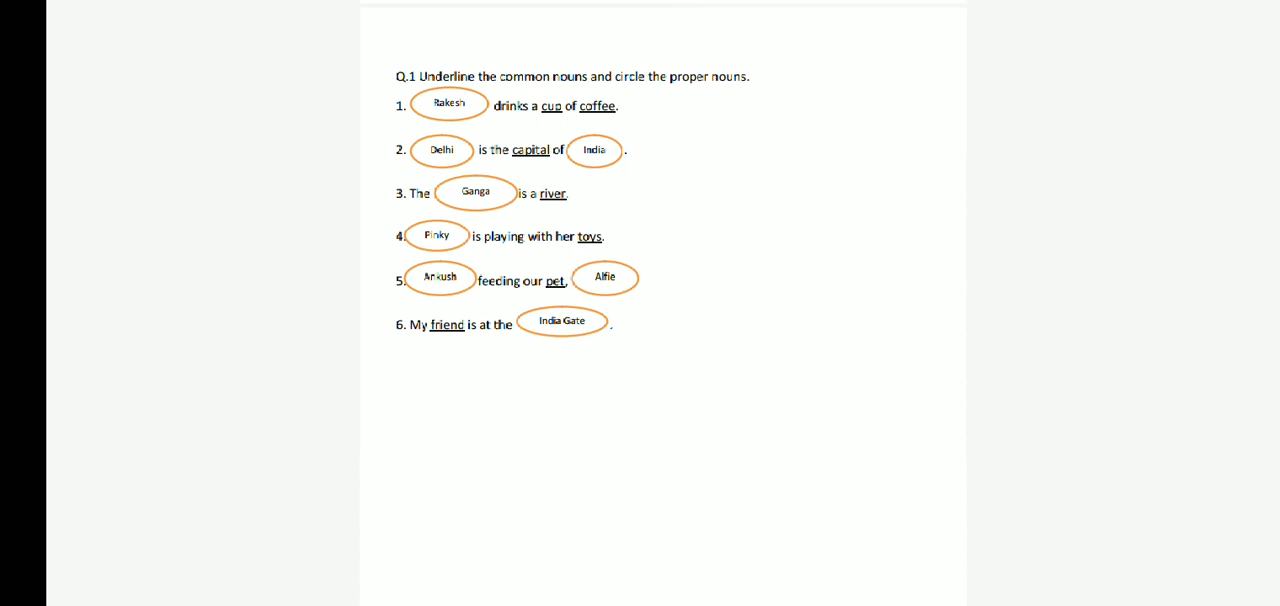 Q.1 Underline the common nouns and circle the proper nouns.
1. Rakesh drinks a cup of coffee.
2. Delhi is the capital of India .
3. The Ganga is a river.
4. Pinky is playing with her toys.
5. Ankush feeding our pet, Alfie
6. My friend is at the India Gate .